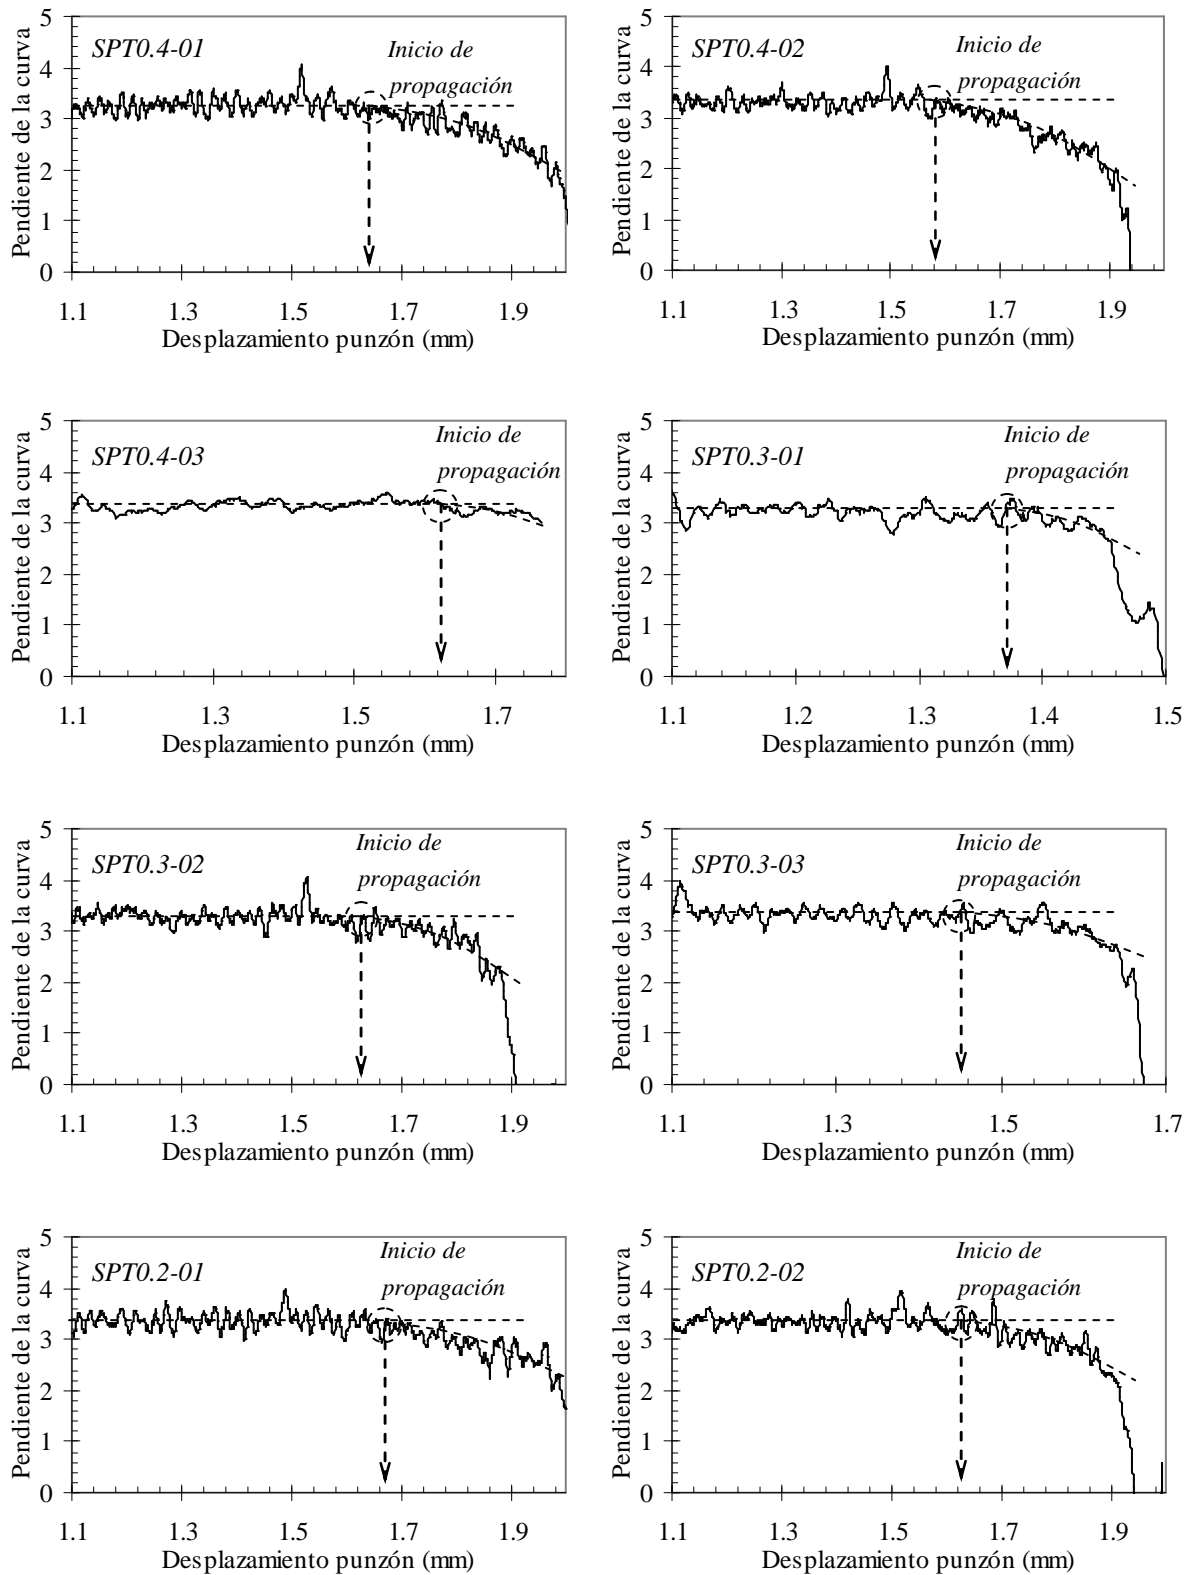 SPT0.4-01
Inicio de
propagación
Pendiente de la curva
5
4
3
2
1
0
1.1 1.3 1.5 1.7 1.9
Desplazamiento punzón (mm)
SPT0.4-02
Inicio de
propagación
Pendiente de la curva
5
4
3
2
1
0
1.1 1.3 1.5 1.7 1.9
Desplazamiento punzón (mm)
SPT0.4-03
Inicio de
propagación
Pendiente de la curva
5
4
3
2
1
0
1.1 1.3 1.5 1.7
Desplazamiento punzón (mm)
SPT0.3-01
Inicio de
propagación
Pendiente de la curva
5
4
3
2
1
0
1.1 1.2 1.3 1.4 1.5
Desplazamiento punzón (mm)
SPT0.3-02
Inicio de
propagación
Pendiente de la curva
5
4
3
2
1
0
1.1 1.3 1.5 1.7 1.9
Desplazamiento punzón (mm)
SPT0.3-03
Inicio de
propagación
Pendiente de la curva
5
4
3
2
1
0
1.1 1.3 1.5 1.7
Desplazamiento punzón (mm)
SPT0.2-01
Inicio de
propagación
Pendiente de la curva
5
4
3
2
1
0
1.1 1.3 1.5 1.7 1.9
Desplazamiento punzón (mm)
SPT0.2-02
Inicio de
propagación
Pendiente de la curva
5
4
3
2
1
0
1.1 1.3 1.5 1.7 1.9
Desplazamiento punzón (mm)